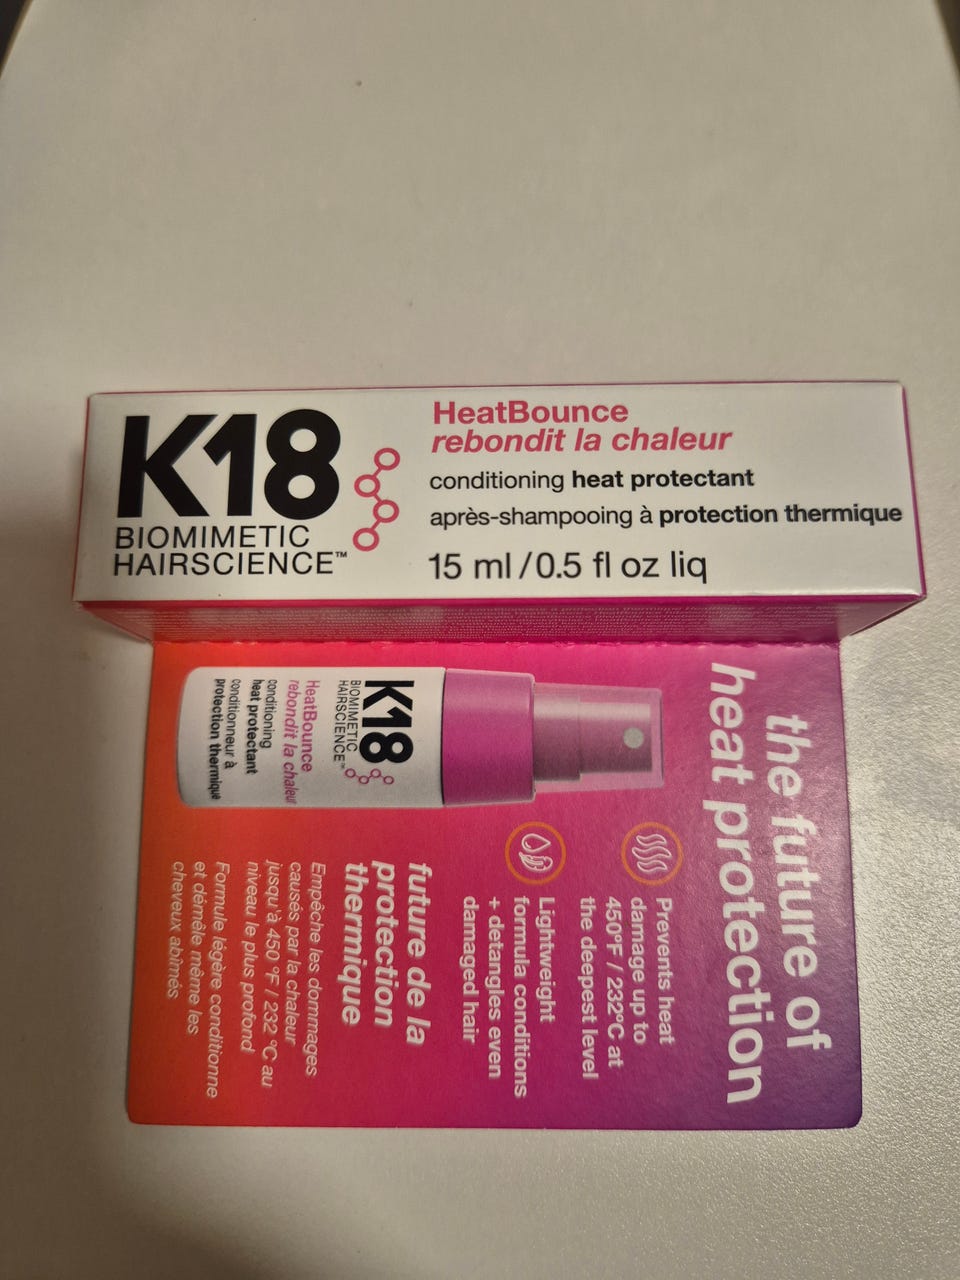 K18
BIOMIMETIC
HAIRSCIENCE™
HeatBounce
rebondit la chaleur
conditioning heat protectant
après-shampooing à protection thermique
15 ml / 0.5 fl oz liq
the future of
heat protection
Prevents heat
damage up to
450°F / 232°C at
the deepest level
Lightweight
formula conditions
+ detangles even
damaged hair
future de la
protection
thermique
Empêche les dommages
causés par la chaleur
jusqu'à 450 °F / 232 °C au
niveau le plus profond
Formule légère conditionne
et démêle même les
cheveux abîmés
K18
BIOMIMETIC
HAIRSCIENCE™
HeatBounce
rebondit la chaleur
conditioning
heat protectant
conditionneur à
protection thermique